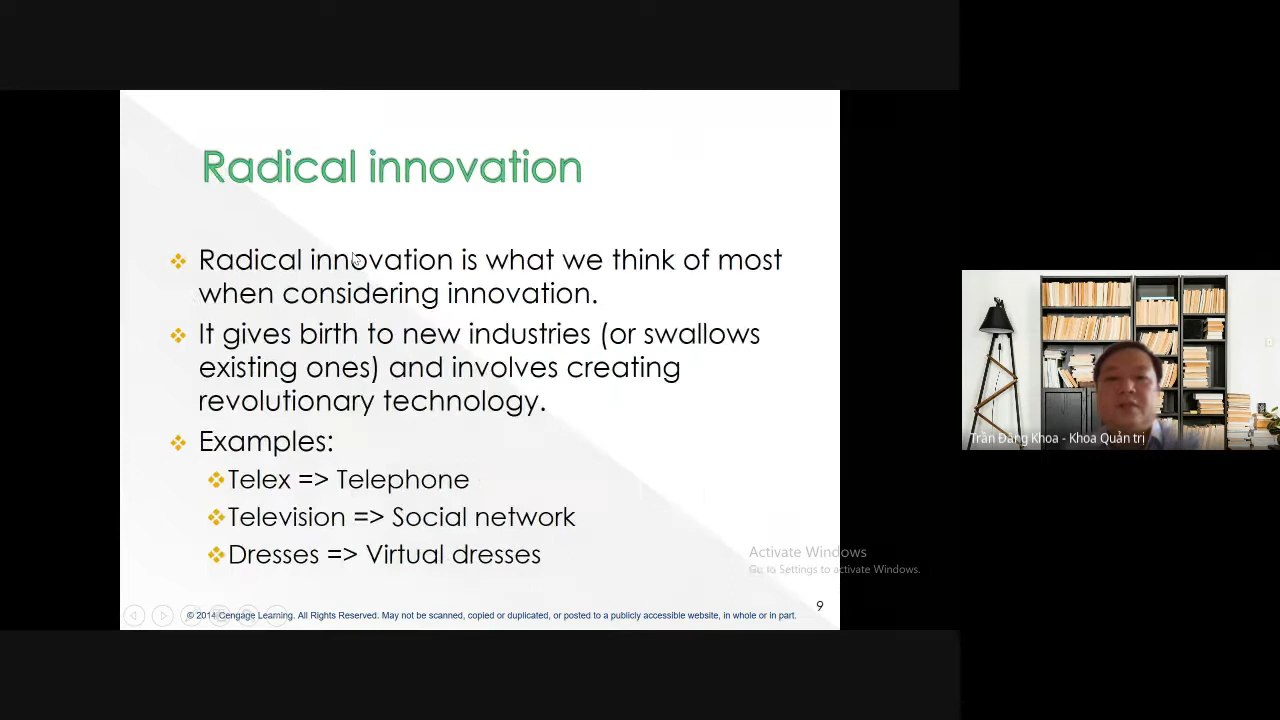 Radical innovation
Radical innovation is what we think of most
when considering innovation.
It gives birth to new industries (or swallows
existing ones) and involves creating
revolutionary technology.
Examples:
Telex => Telephone
Television => Social network
Dresses => Virtual dresses
Activate Windows
Go to Settings to activate Windows.
9
© 2014 Cengage Learning. All Rights Reserved. May not be scanned, copied or duplicated, or posted to a publicly accessible website, in whole or in part.
Trần Đăng Khoa - Khoa Quản trị